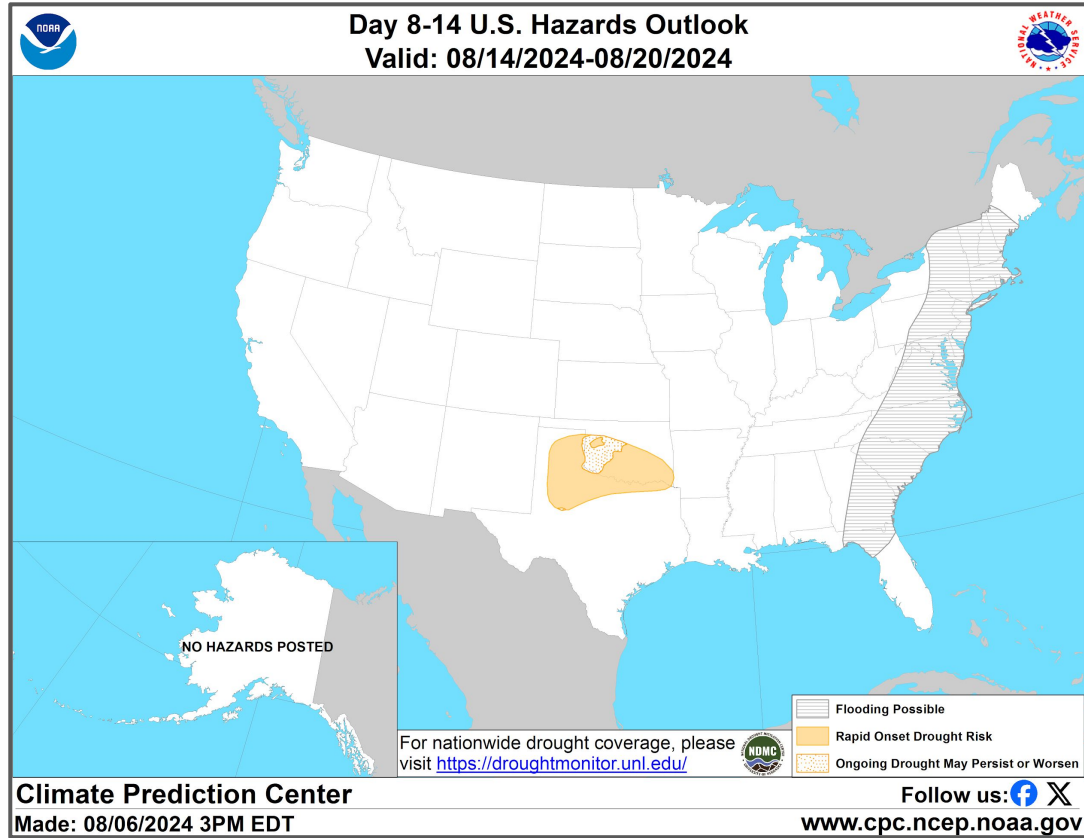 NOAA
Day 8-14 U.S. Hazards Outlook
Valid: 08/14/2024-08/20/2024
NATIONAL WEATHER SERVICE
NO HAZARDS POSTED
For nationwide drought coverage, please
visit https://droughtmonitor.unl.edu/
NDMC
Flooding Possible
Rapid Onset Drought Risk
Ongoing Drought May Persist or Worsen
Climate Prediction Center
Follow us:
Made: 08/06/2024 3PM EDT
www.cpc.ncep.noaa.gov